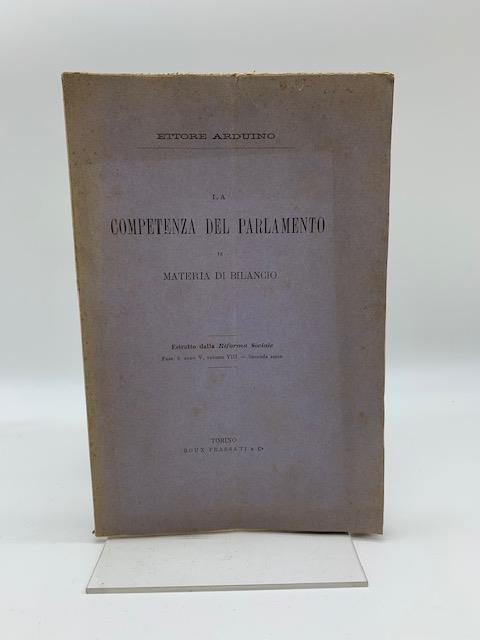 ETTORE ARDUINO
LA
COMPETENZA DEL PARLAMENTO
IN
MATERIA DI BILANCIO
Estratto dalla Riforma Sociale
Fasc. anno V, volume VIII — Seconda serie
TORINO
ROUX FRASSATI e Cº